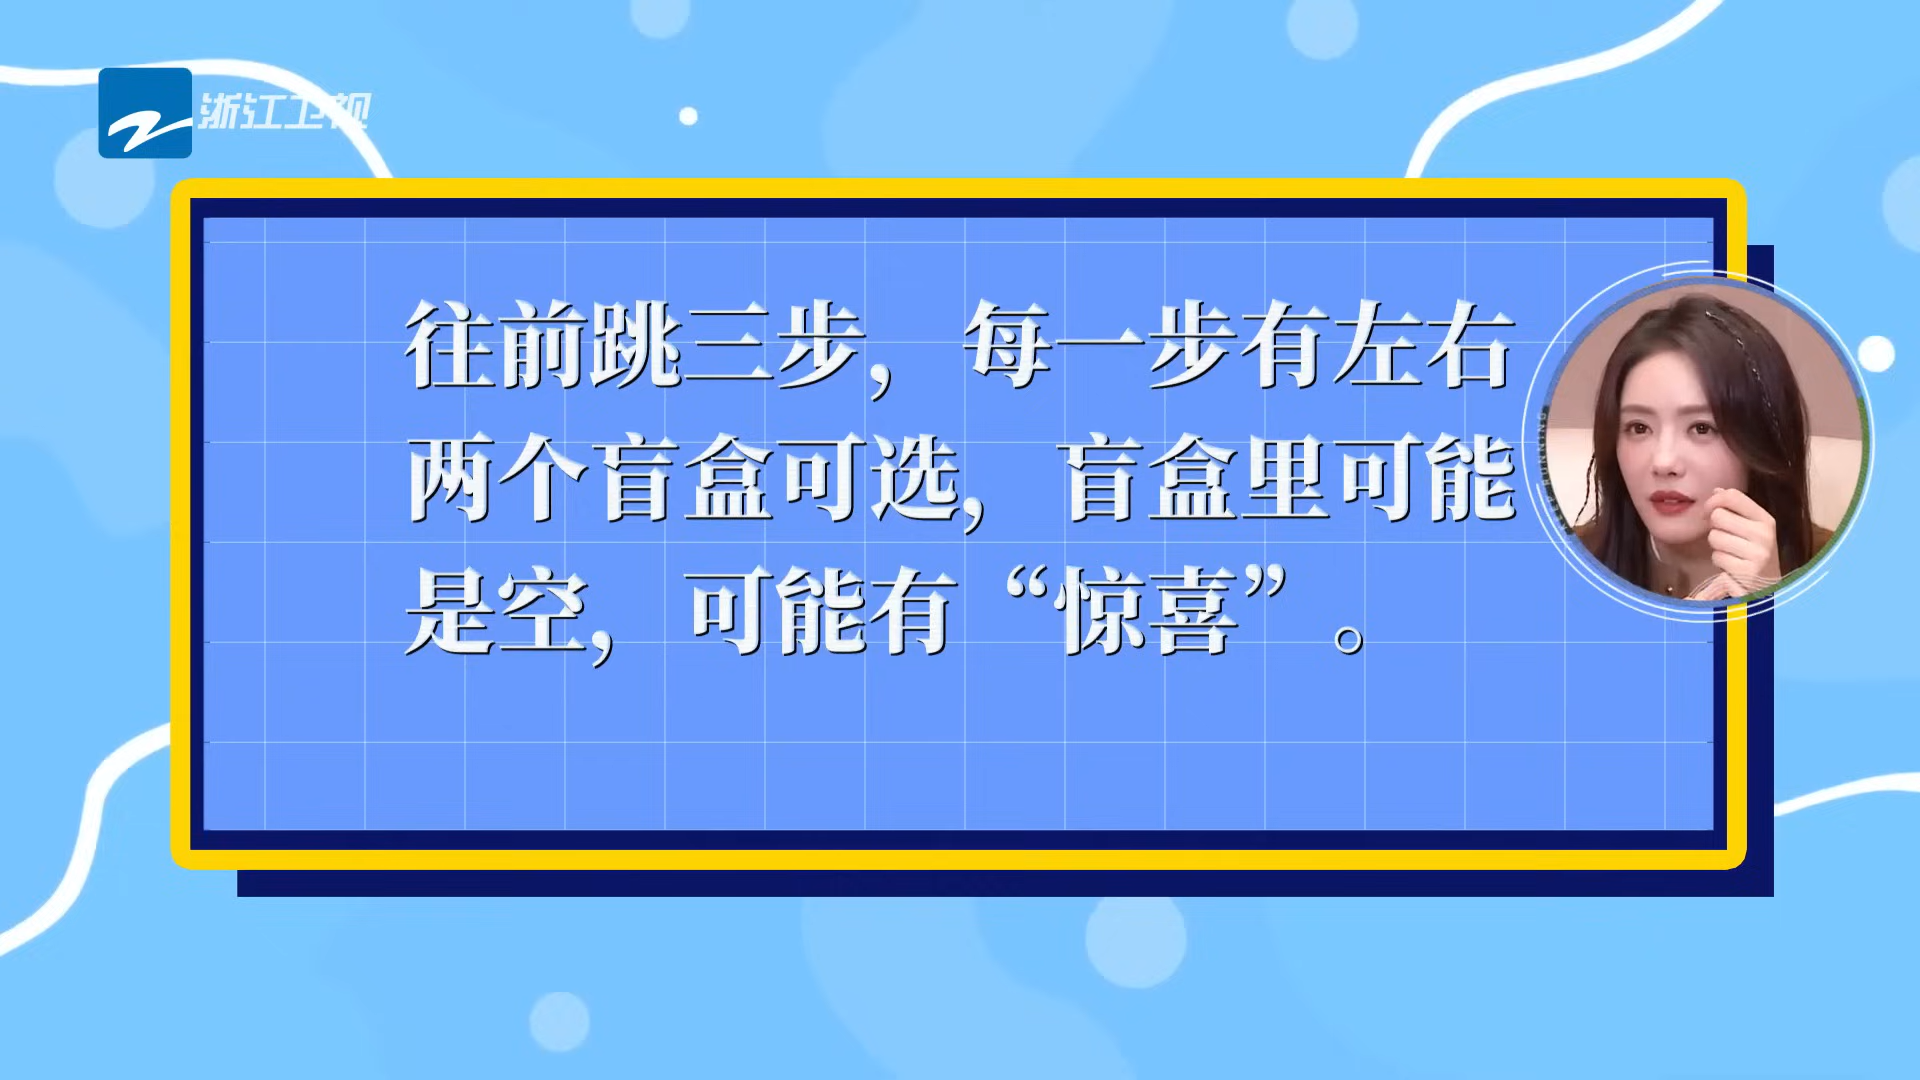 浙江卫视
往前跳三步，每一步有左右
两个盲盒可选，盲盒里可能
是空，可能有“惊喜”。